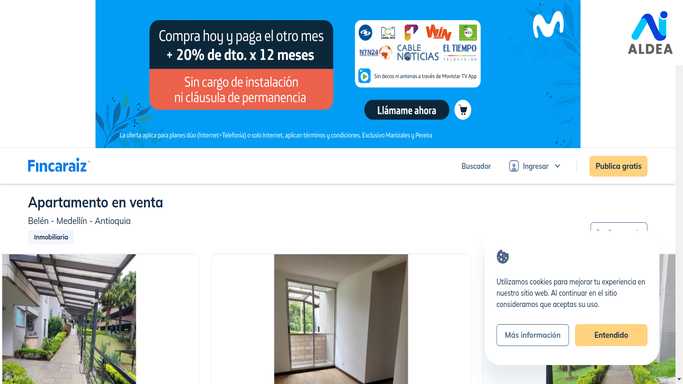 Compra hoy y paga el otro mes
+ 20% de dto. x 12 meses
Sin cargo de instalación
ni cláusula de permanencia
WIN
NTN24
CABLE
NOTICIAS
EL TIEMPO
TELEVISIÓN
Sin decos ni antenas a través de Movistar TV App
Llámame ahora
La oferta aplica para planes dúo (Internet+Telefonía) o solo Internet, aplican términos y condiciones. Exclusivo Manizales y Pereira
ALDEA
Fincaraíz
Buscador
Ingresar
Publica gratis
Apartamento en venta
Belén - Medellín - Antioquia
Inmobiliaria
Utilizamos cookies para mejorar tu experiencia en
nuestro sitio web. Al continuar en el sitio
consideramos que aceptas su uso.
Más información
Entendido